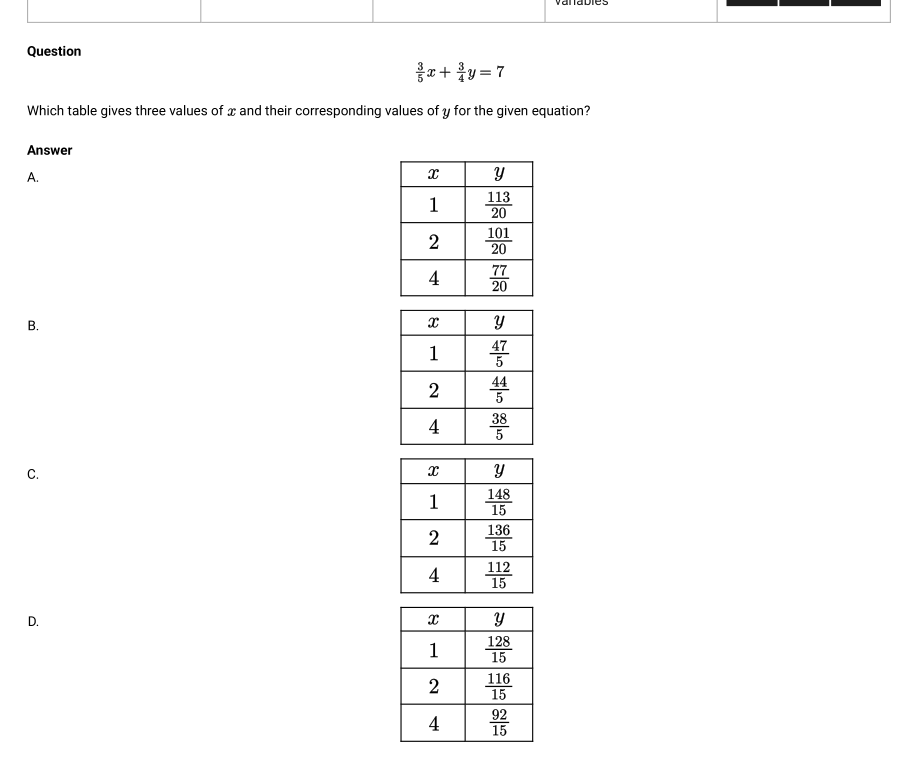 variables
Question
3/5 x + 3/4 y = 7
Which table gives three values of x and their corresponding values of y for the given equation?
Answer
A.
x y
1 113/20
2 101/20
4 77/20
B.
x y
1 47/5
2 44/5
4 38/5
C.
x y
1 148/15
2 136/15
4 112/15
D.
x y
1 128/15
2 116/15
4 92/15